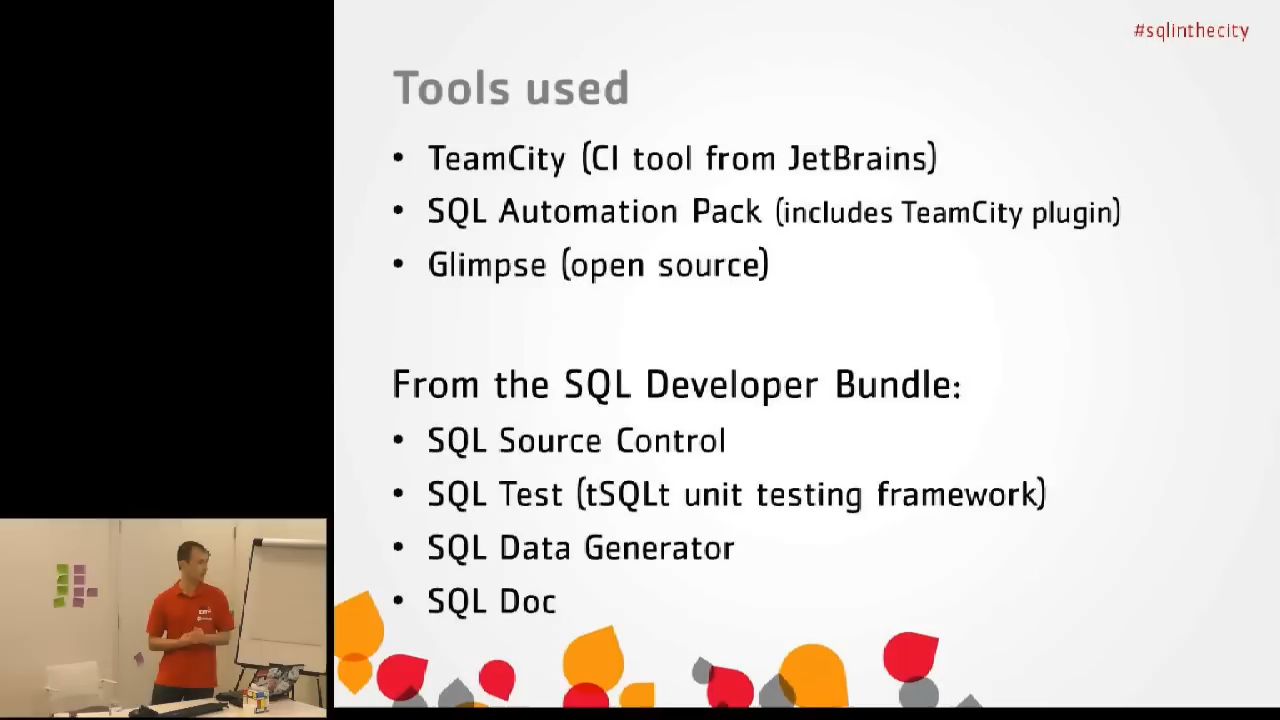 #sqlinthecity
Tools used
• TeamCity (CI tool from JetBrains)
• SQL Automation Pack (includes TeamCity plugin)
• Glimpse (open source)
From the SQL Developer Bundle:
• SQL Source Control
• SQL Test (tSQLt unit testing framework)
• SQL Data Generator
• SQL Doc